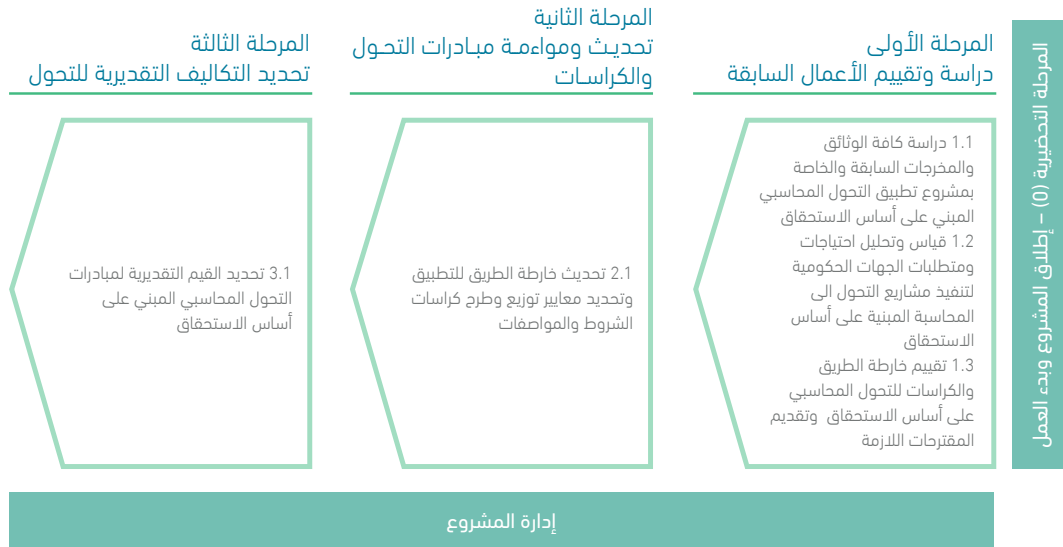 المرحلة التحضيرية (0) – إطلاق المشروع وبدء العمل
المرحلة الأولى
دراسة وتقييم الأعمال السابقة
1.1 دراسة كافة الوثائق
والمخرجات السابقة والخاصة
بمشروع تطبيق التحول المحاسبي
المبني على أساس الاستحقاق
1.2 قياس وتحليل احتياجات
ومتطلبات الجهات الحكومية
لتنفيذ مشاريع التحول الى
المحاسبة المبنية على أساس
الاستحقاق
1.3 تقييم خارطة الطريق
والكراسات للتحول المحاسبي
على أساس الاستحقاق وتقديم
المقترحات اللازمة
المرحلة الثانية
تحديث ومواءمة مبادرات التحول
والكراسات
2.1 تحديث خارطة الطريق للتطبيق
وتحديد معايير توزيع وطرح كراسات
الشروط والمواصفات
المرحلة الثالثة
تحديد التكاليف التقديرية للتحول
3.1 تحديد القيم التقديرية لمبادرات
التحول المحاسبي المبني على
أساس الاستحقاق
إدارة المشروع